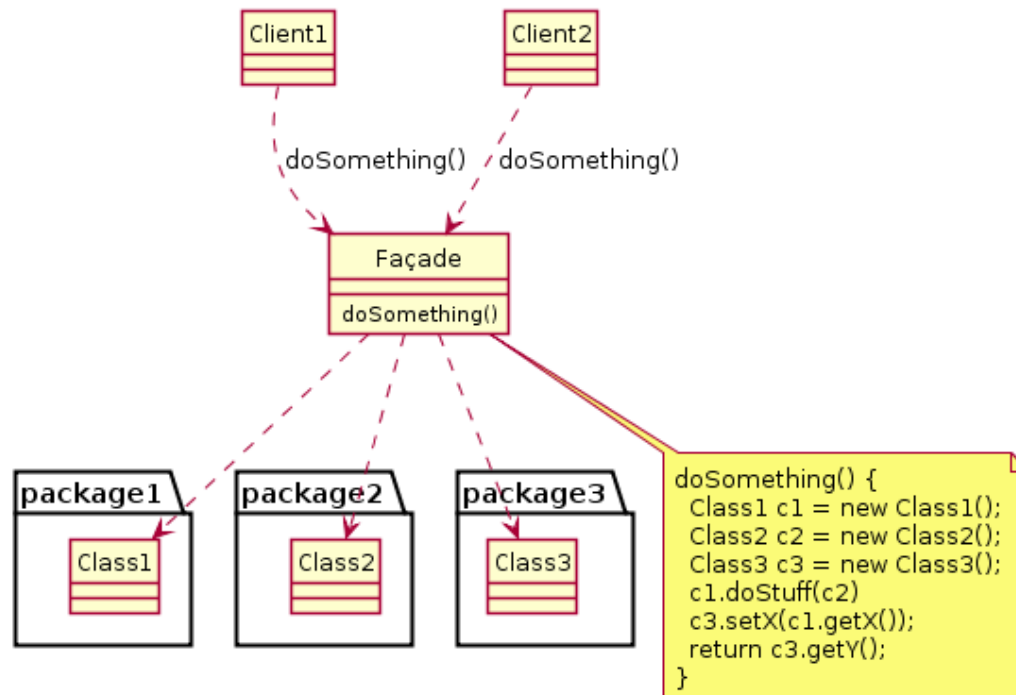 Client1
Client2
doSomething()
doSomething()
Façade
doSomething()
package1
package2
package3
Class1
Class2
Class3
doSomething() {
Class1 c1 = new Class1();
Class2 c2 = new Class2();
Class3 c3 = new Class3();
c1.doStuff(c2)
c3.setX(c1.getX());
return c3.getY();
}